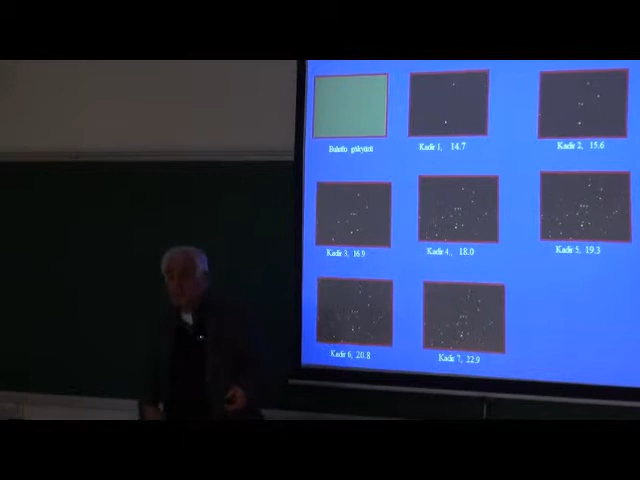 Bulutlu gökyüzü
Kadir 1, 14.7
Kadir 2, 15.6
Kadir 3, 16.9
Kadir 4, 18.0
Kadir 5, 19.3
Kadir 6, 20.8
Kadir 7, 22.9